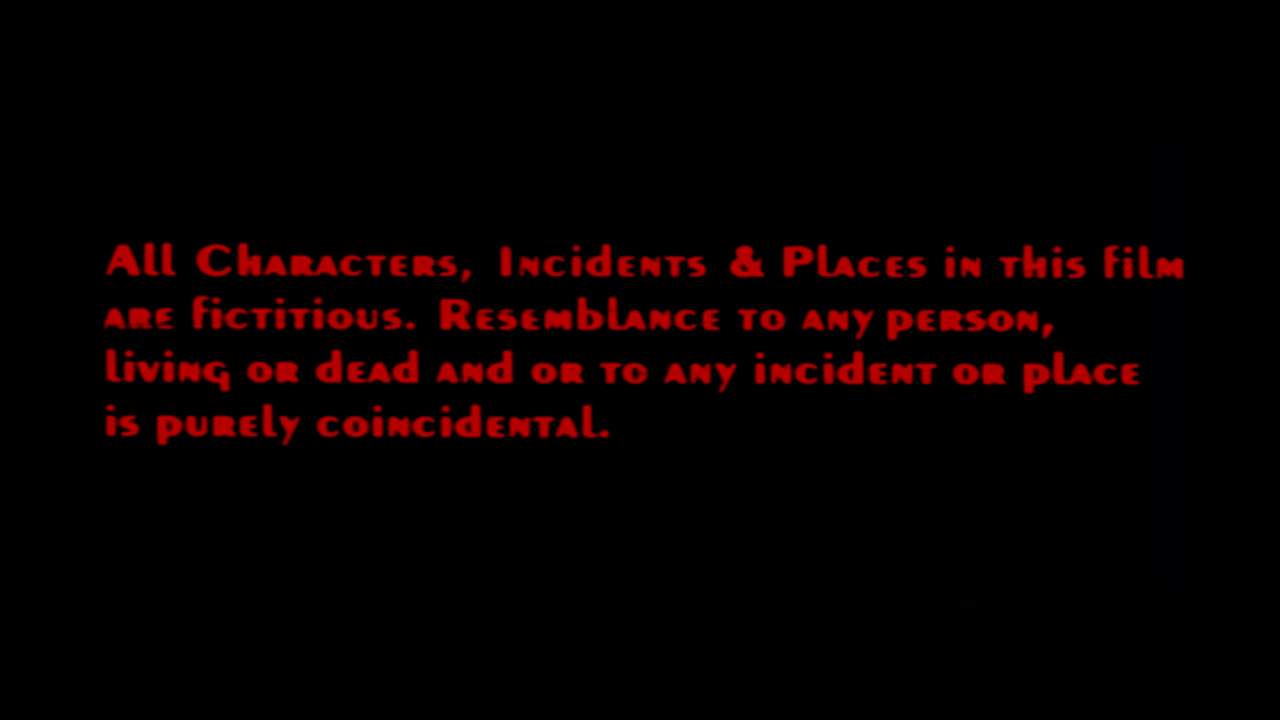 All Characters, Incidents & Places in this film
are fictitious. Resemblance to any person,
living or dead and or to any incident or place
is purely coincidental.